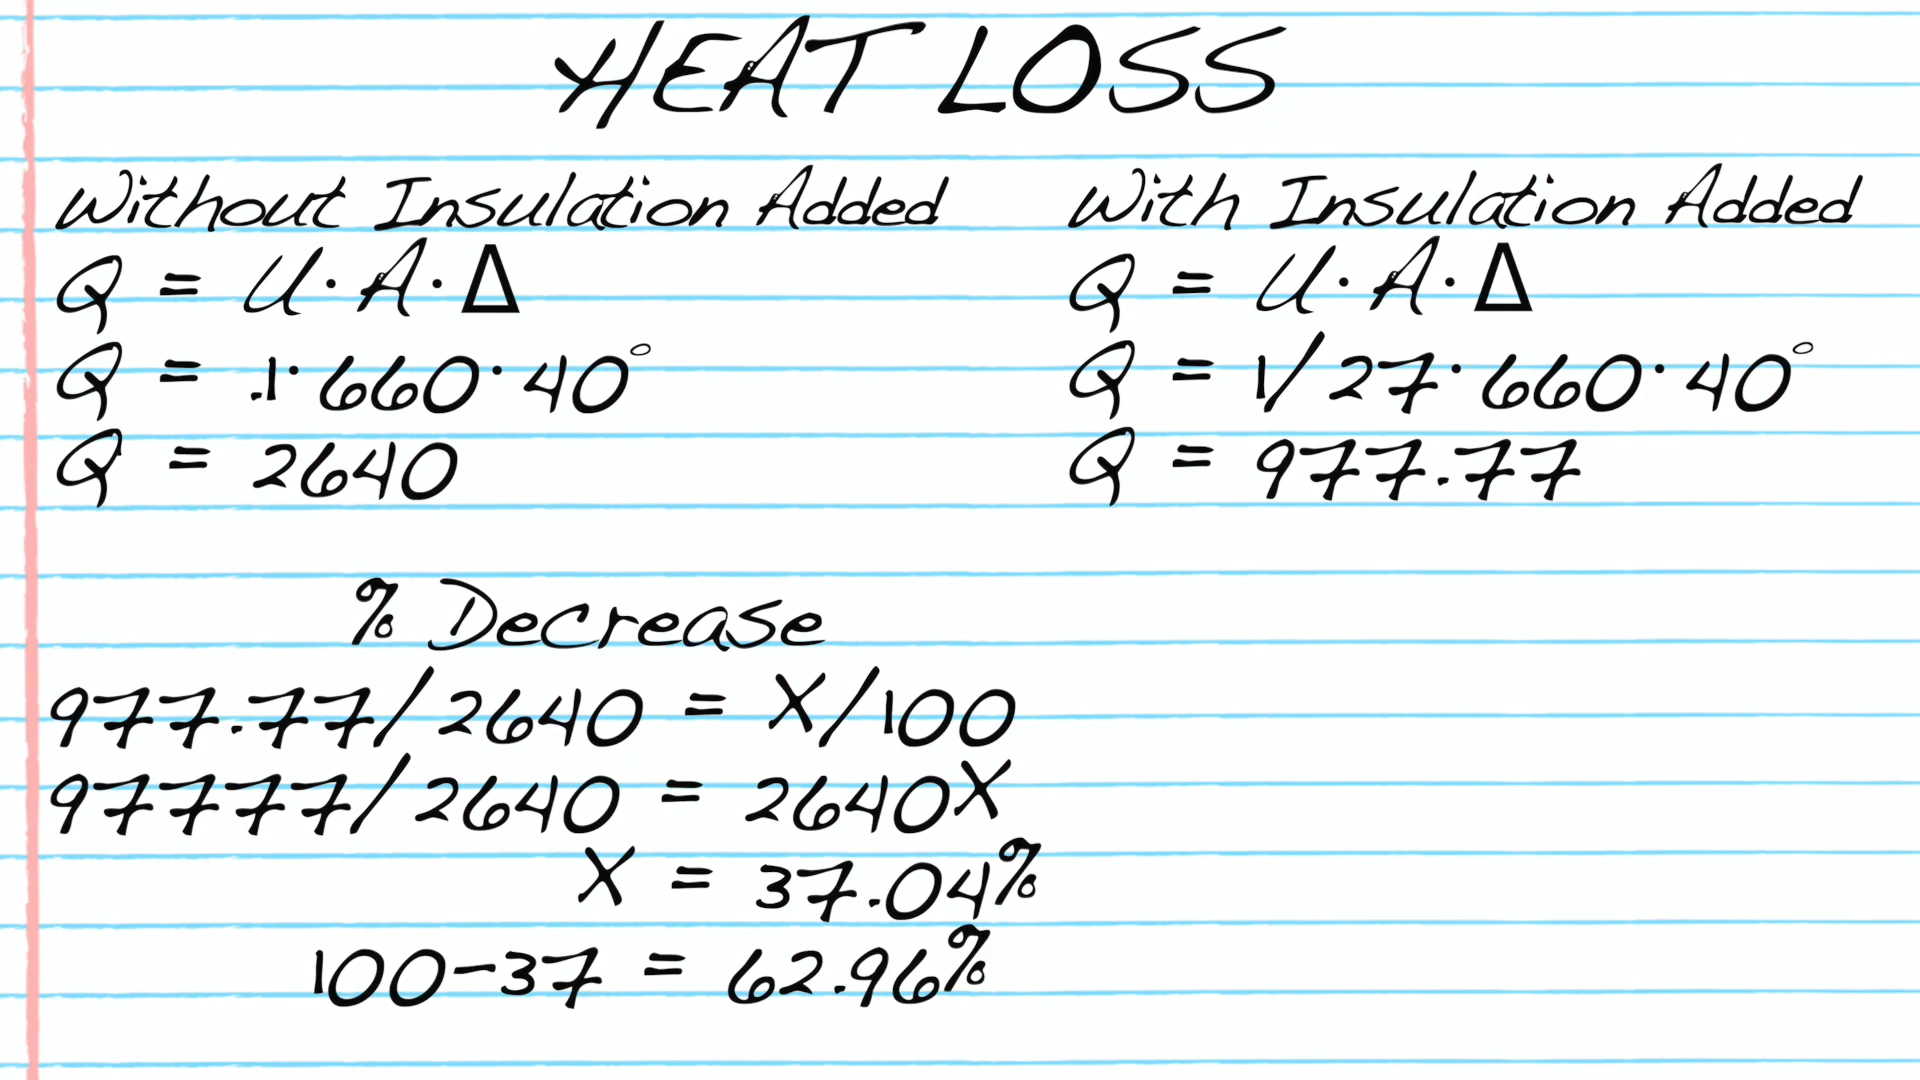 HEAT LOSS
Without Insulation Added
Q = U·A·Δ
Q = .1·660·40°
Q = 2640
With Insulation Added
Q = U·A·Δ
Q = 1/27·660·40°
Q = 977.77
% Decrease
977.77/2640 = X/100
97777/2640 = 2640X
X = 37.04%
100-37 = 62.96%